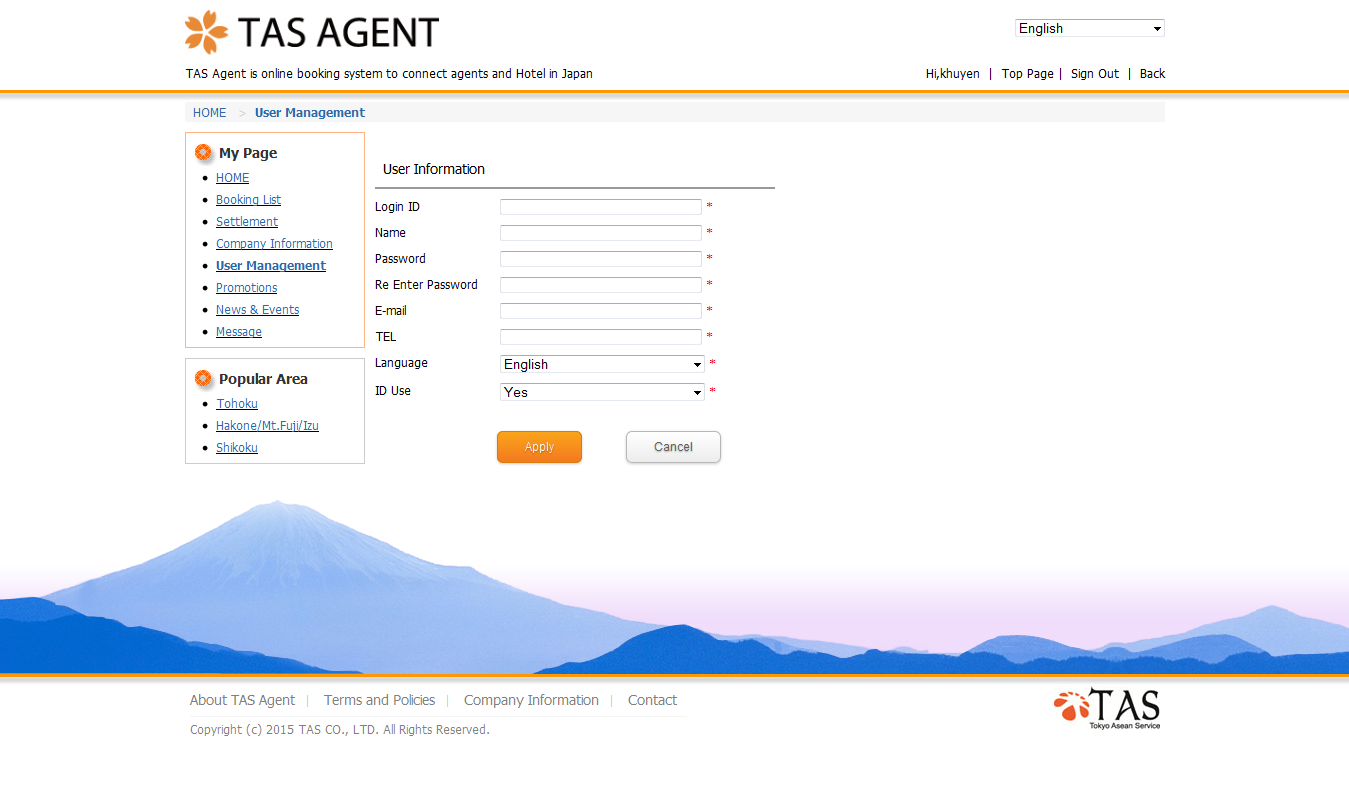 TAS AGENT
English
TAS Agent is online booking system to connect agents and Hotel in Japan
Hi,khuyen | Top Page | Sign Out | Back
HOME > User Management
My Page
HOME
Booking List
Settlement
Company Information
User Management
Promotions
News & Events
Message
Popular Area
Tohoku
Hakone/Mt.Fuji/Izu
Shikoku
User Information
Login ID *
Name *
Password *
Re Enter Password *
E-mail *
TEL *
Language English *
ID Use Yes *
Apply Cancel
About TAS Agent | Terms and Policies | Company Information | Contact
Copyright (c) 2015 TAS CO., LTD. All Rights Reserved.
TAS
Tokyo Asean Service